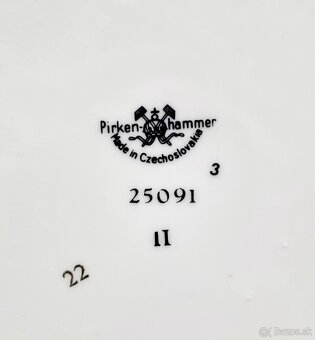 Pirken-hammer
Made in Czechoslovakia
3
25091
II
22
© Bazos.sk